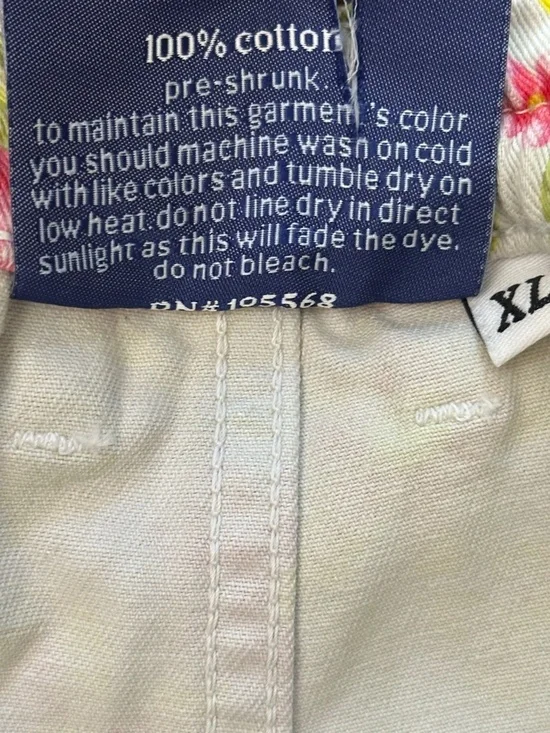 100% cotton
pre-shrunk.
to maintain this garment's color
you should machine wash on cold
with like colors and tumble dry on
low heat. do not line dry in direct
sunlight as this will fade the dye.
do not bleach.
RN# 105568
XL